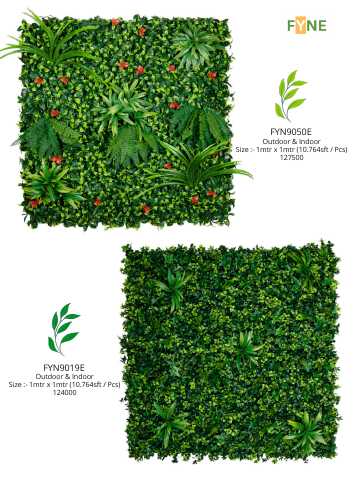 FYNE
FYN9050E
Outdoor & Indoor
Size :- 1mtr x 1mtr (10.764sft / Pcs)
127500
FYN9019E
Outdoor & Indoor
Size :- 1mtr x 1mtr (10.764sft / Pcs)
124000